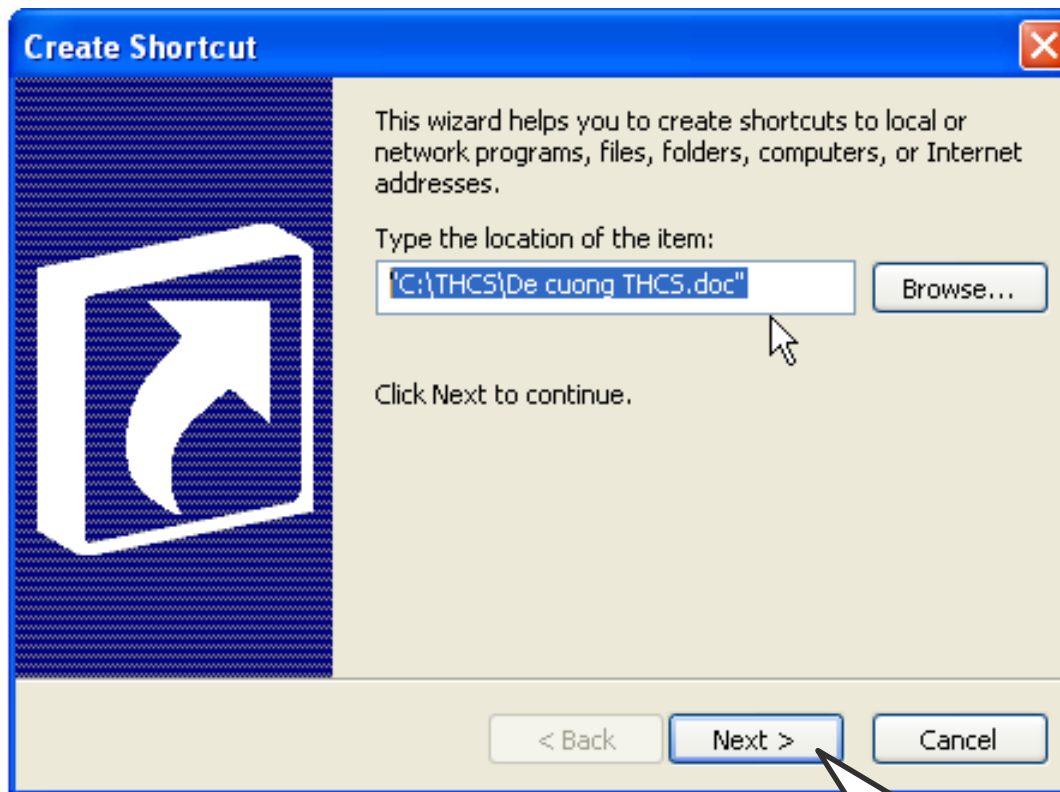 Create Shortcut
This wizard helps you to create shortcuts to local or
network programs, files, folders, computers, or Internet
addresses.
Type the location of the item:
"C:\THCS\De cuong THCS.doc"
Browse...
Click Next to continue.
< Back
Next >
Cancel